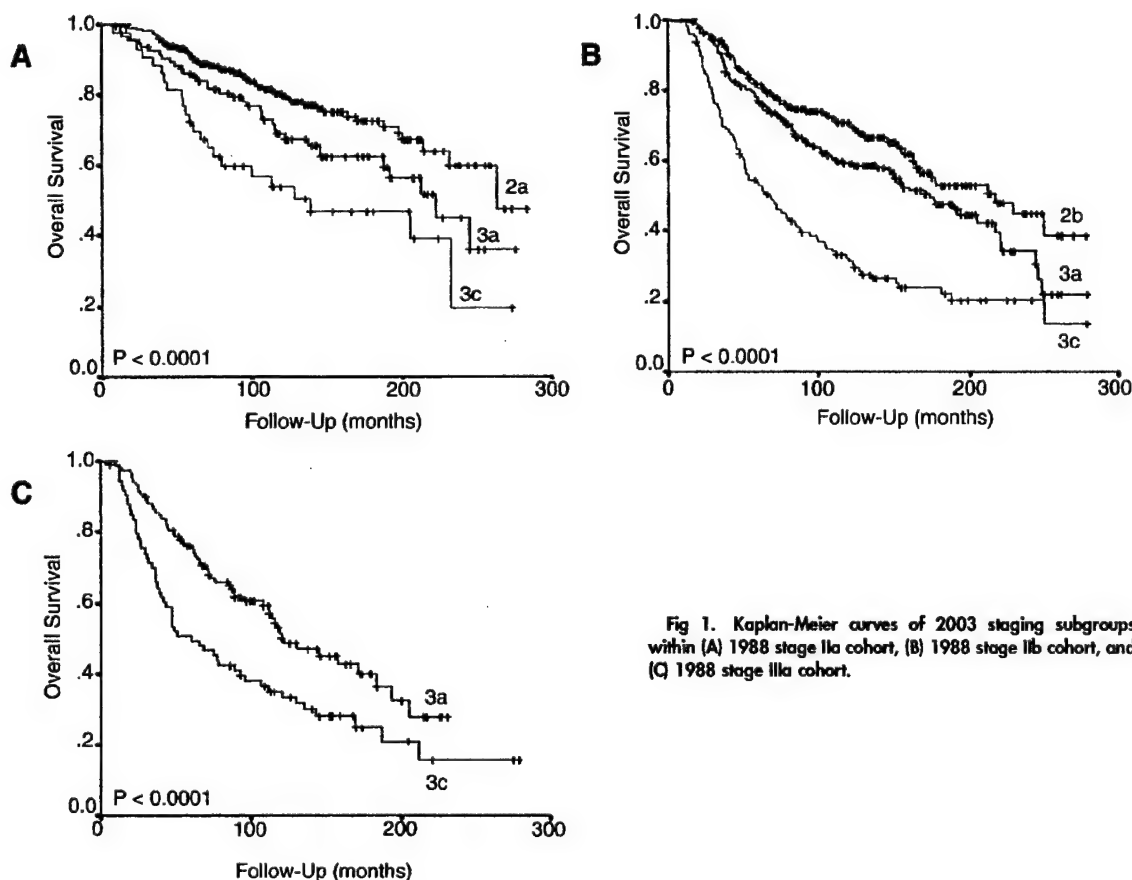 A
Overall Survival
1.0
.8
.6
.4
.2
0.0
2a
3a
3c
P < 0.0001
0
100
200
300
Follow-Up (months)
B
Overall Survival
1.0
.8
.6
.4
.2
0.0
2b
3a
3c
P < 0.0001
0
100
200
300
Follow-Up (months)
C
Overall Survival
1.0
.8
.6
.4
.2
0.0
3a
3c
P < 0.0001
0
100
200
300
Follow-Up (months)
Fig 1. Kaplan-Meier curves of 2003 staging subgroups
within (A) 1988 stage IIa cohort, (B) 1988 stage IIb cohort, and
(C) 1988 stage IIIa cohort.